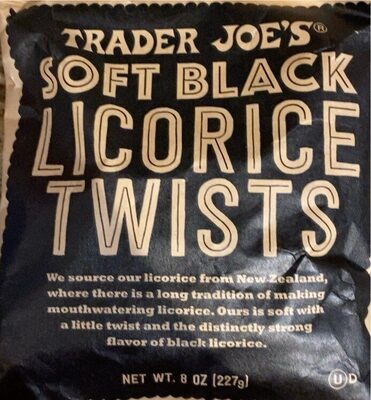 TRADER JOE'S®
SOFT BLACK
LICORICE
TWISTS
We source our licorice from New Zealand,
where there is a long tradition of making
mouthwatering licorice. Ours is soft with
a little twist and the distinctly strong
flavor of black licorice.
NET WT. 8 OZ (227g)
U D